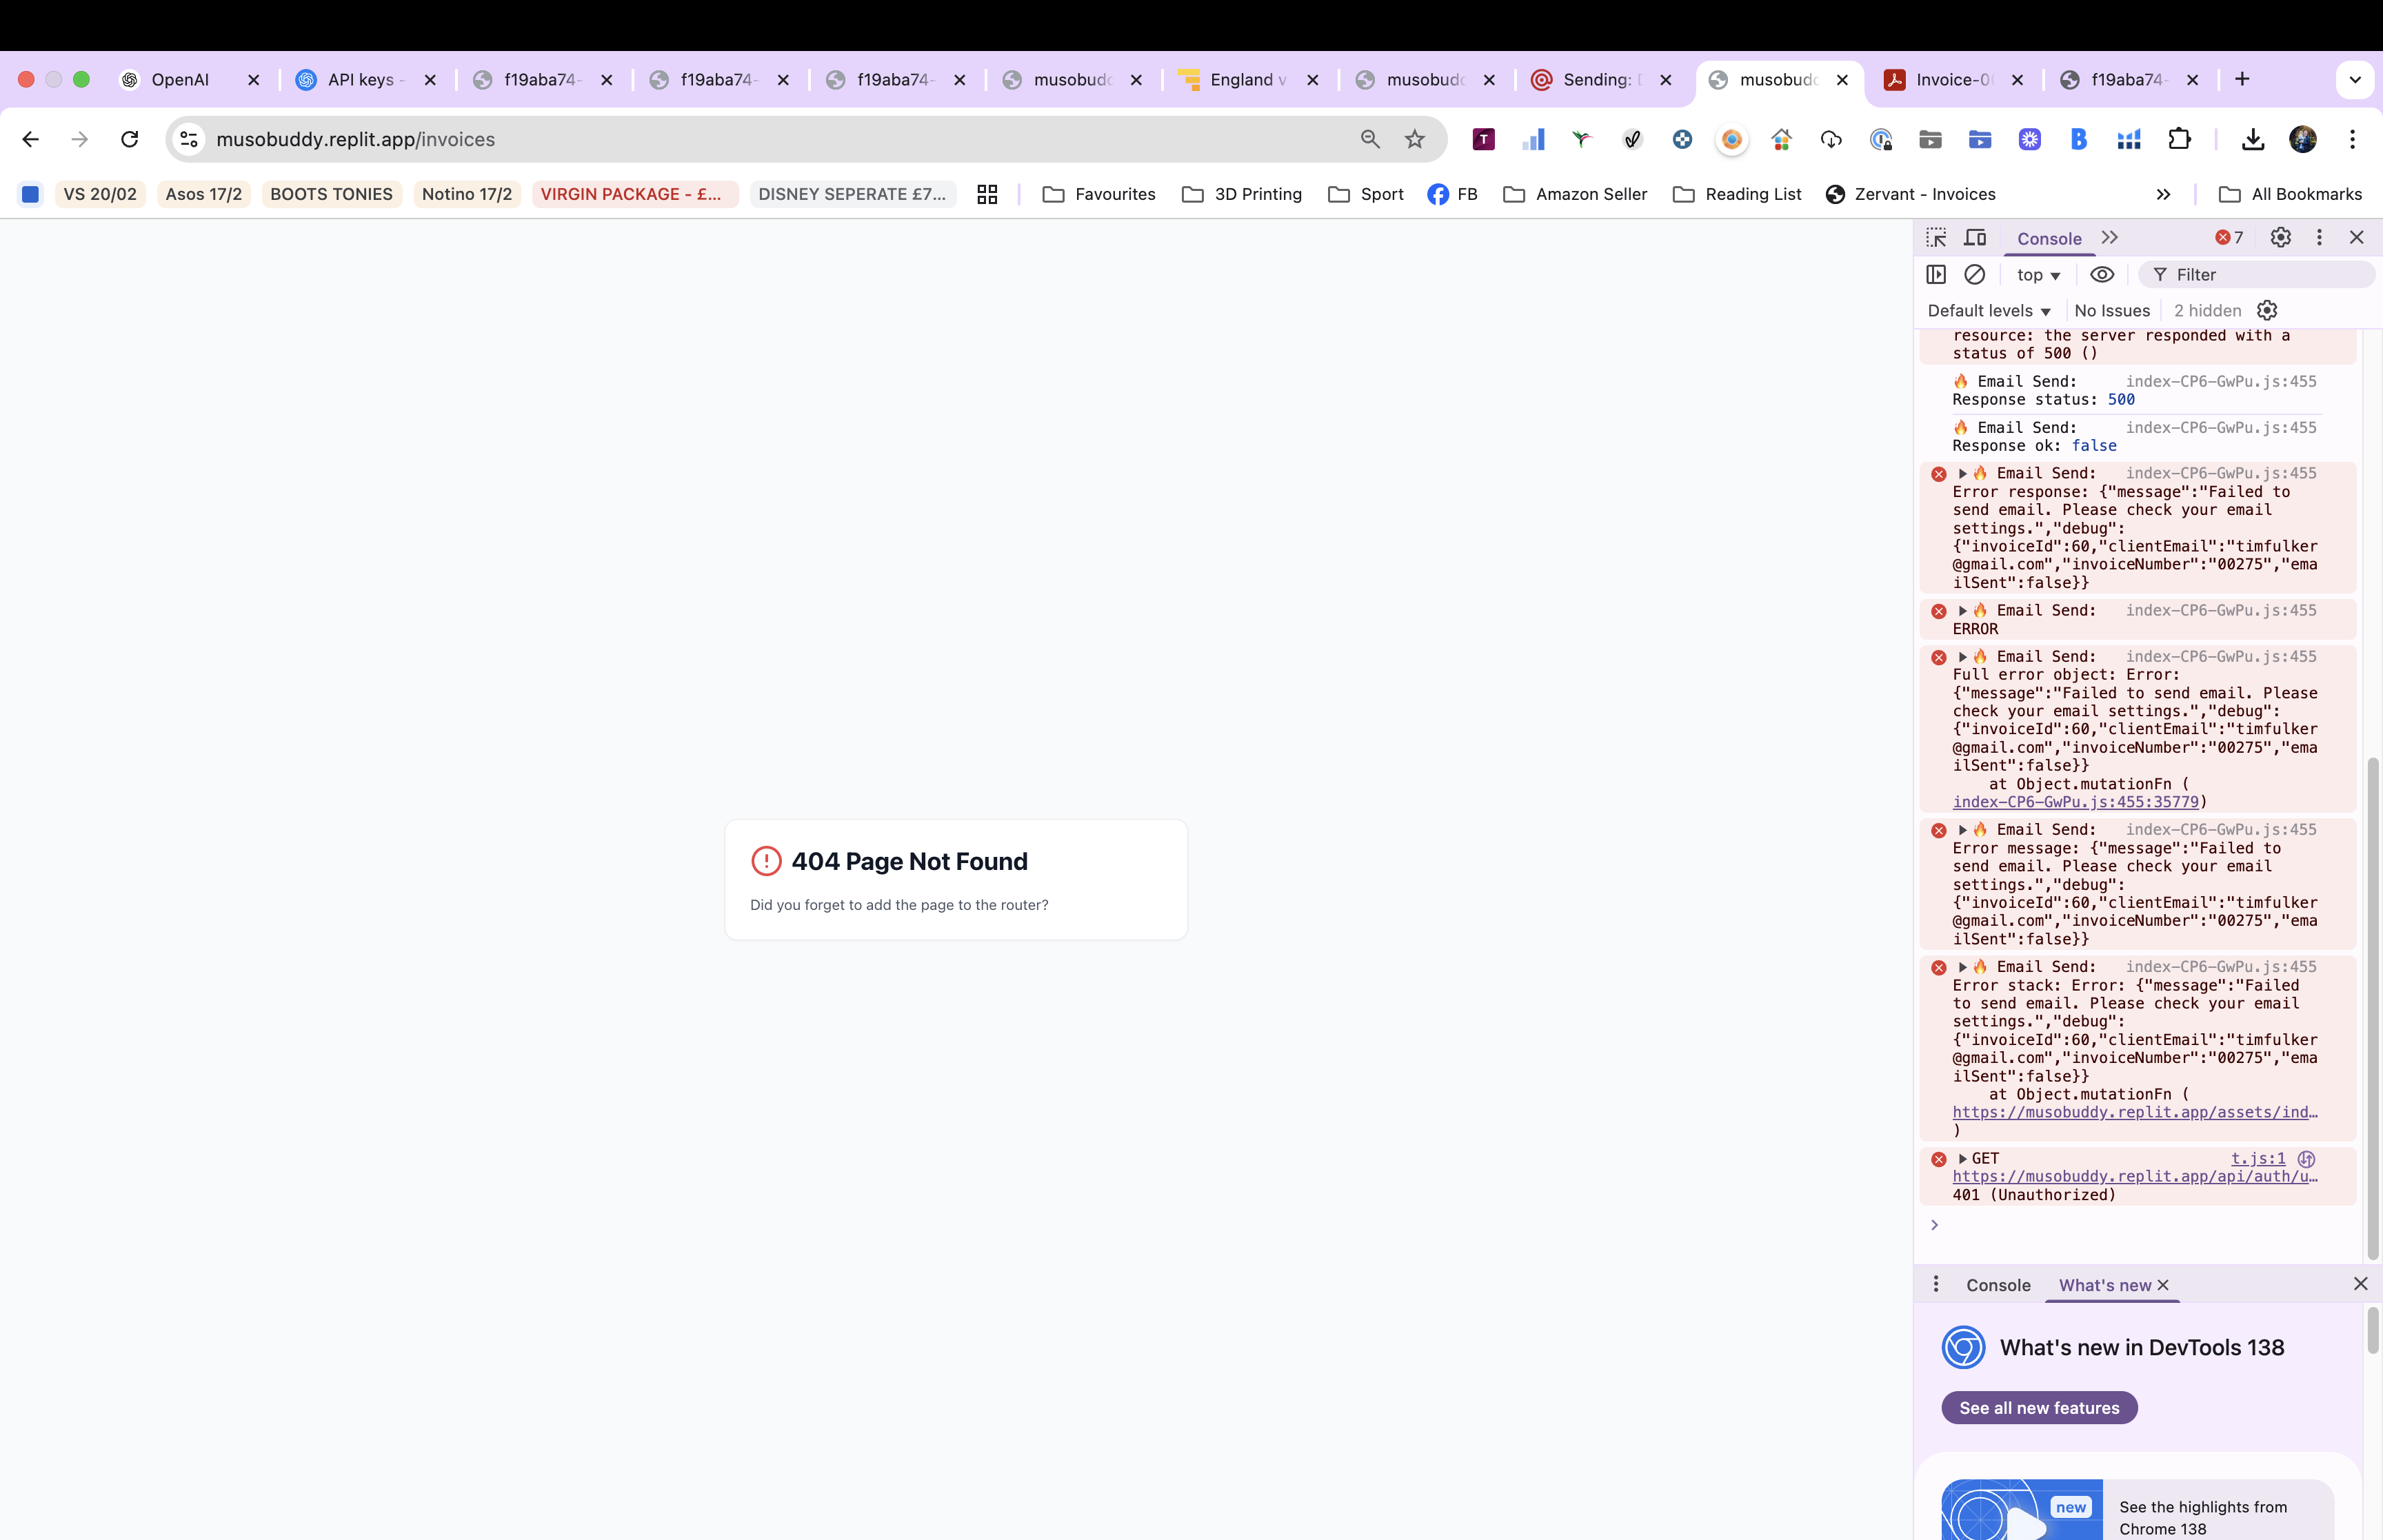 OpenAI
API keys -
f19aba74-
f19aba74-
f19aba74-
musobudd
England v
musobudd
Sending: D
musobudd
Invoice-00
f19aba74-
musobuddy.replit.app/invoices
VS 20/02
Asos 17/2
BOOTS TONIES
Notino 17/2
VIRGIN PACKAGE - £...
DISNEY SEPERATE £7...
Favourites
3D Printing
Sport
FB
Amazon Seller
Reading List
Zervant - Invoices
All Bookmarks
Console
7
top
Filter
Default levels
No Issues
2 hidden
resource: the server responded with a
status of 500 ()
🔥 Email Send: index-CP6-GwPu.js:455
Response status: 500
🔥 Email Send: index-CP6-GwPu.js:455
Response ok: false
🔥 Email Send: index-CP6-GwPu.js:455
Error response: {"message":"Failed to
send email. Please check your email
settings.","debug":
{"invoiceId":60,"clientEmail":"timfulker
@gmail.com","invoiceNumber":"00275","ema
ilSent":false}}
🔥 Email Send: index-CP6-GwPu.js:455
ERROR
🔥 Email Send: index-CP6-GwPu.js:455
Full error object: Error:
{"message":"Failed to send email. Please
check your email settings.","debug":
{"invoiceId":60,"clientEmail":"timfulker
@gmail.com","invoiceNumber":"00275","ema
ilSent":false}}
at Object.mutationFn (
index-CP6-GwPu.js:455:35779)
🔥 Email Send: index-CP6-GwPu.js:455
Error message: {"message":"Failed to
send email. Please check your email
settings.","debug":
{"invoiceId":60,"clientEmail":"timfulker
@gmail.com","invoiceNumber":"00275","ema
ilSent":false}}
🔥 Email Send: index-CP6-GwPu.js:455
Error stack: Error: {"message":"Failed
to send email. Please check your email
settings.","debug":
{"invoiceId":60,"clientEmail":"timfulker
@gmail.com","invoiceNumber":"00275","ema
ilSent":false}}
at Object.mutationFn (
https://musobuddy.replit.app/assets/ind…
)
GET t.js:1
https://musobuddy.replit.app/api/auth/u…
401 (Unauthorized)
404 Page Not Found
Did you forget to add the page to the router?
Console
What's new
What's new in DevTools 138
See all new features
new
See the highlights from
Chrome 138